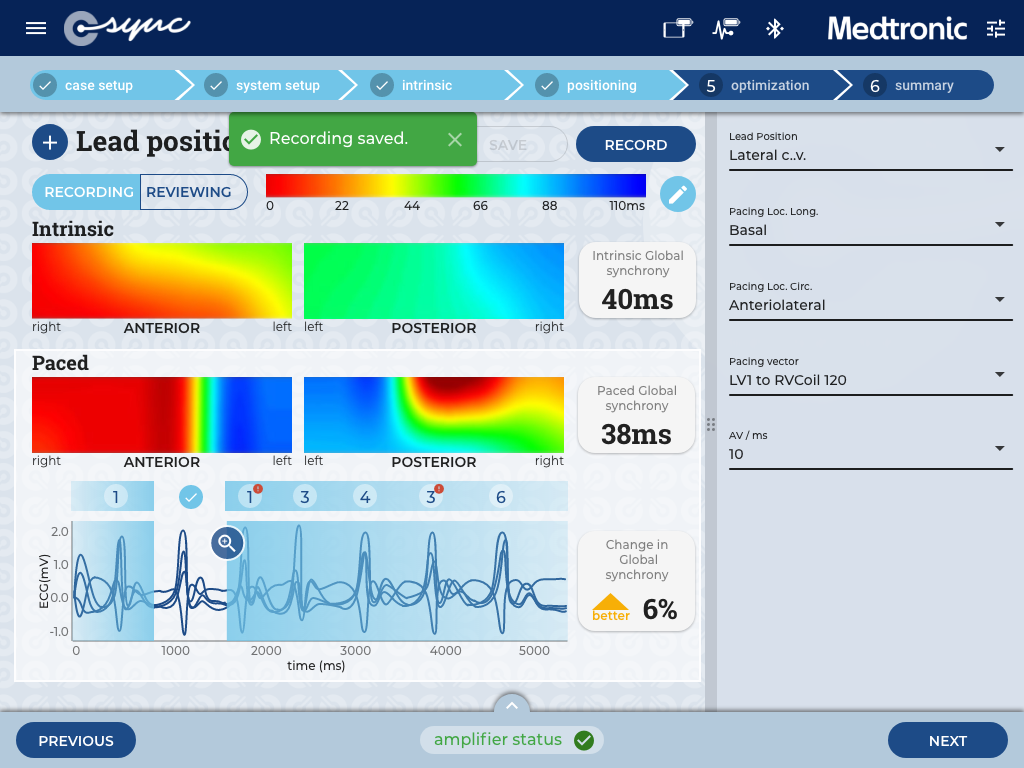 e-sync
Medtronic
case setup
system setup
intrinsic
positioning
5 optimization
6 summary
Lead positio
Recording saved.
SAVE
RECORD
RECORDING
REVIEWING
0 22 44 66 88 110ms
Intrinsic
right ANTERIOR left
left POSTERIOR right
Intrinsic Global
synchrony
40ms
Paced
right ANTERIOR left
left POSTERIOR right
Paced Global
synchrony
38ms
1 1 3 4 3 6
ECG(mV)
2.0
1.0
0.0
-1.0
0 1000 2000 3000 4000 5000
time (ms)
Change in
Global
synchrony
better
6%
Lead Position
Lateral c..v.
Pacing Loc. Long.
Basal
Pacing Loc. Circ.
Anteriolateral
Pacing vector
LV1 to RVCoil 120
AV / ms
10
PREVIOUS
amplifier status
NEXT